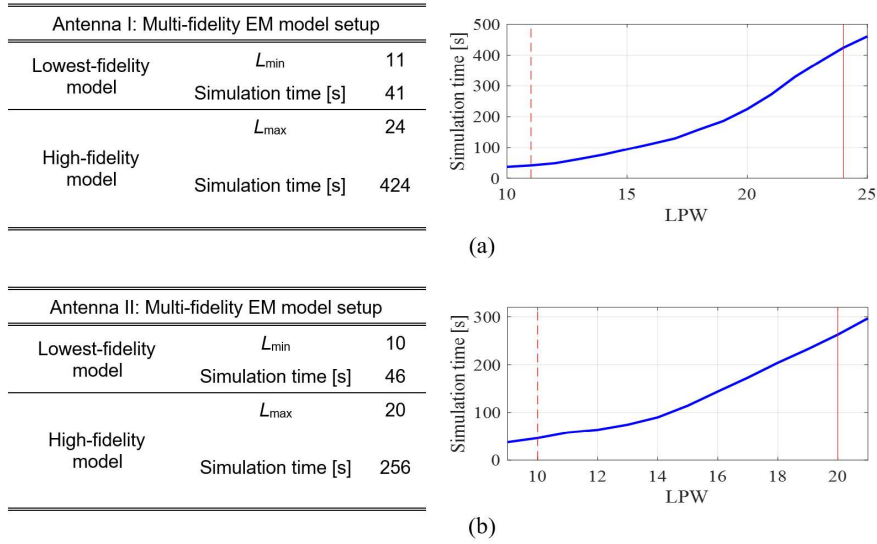 Antenna I: Multi-fidelity EM model setup
Lowest-fidelity
model
Lmin 11
Simulation time [s] 41
High-fidelity
model
Lmax 24
Simulation time [s] 424
Simulation time [s]
500
400
300
200
100
0
10 15 20 25
LPW
(a)
Antenna II: Multi-fidelity EM model setup
Lowest-fidelity
model
Lmin 10
Simulation time [s] 46
High-fidelity
model
Lmax 20
Simulation time [s] 256
Simulation time [s]
300
200
100
0
10 12 14 16 18 20
LPW
(b)